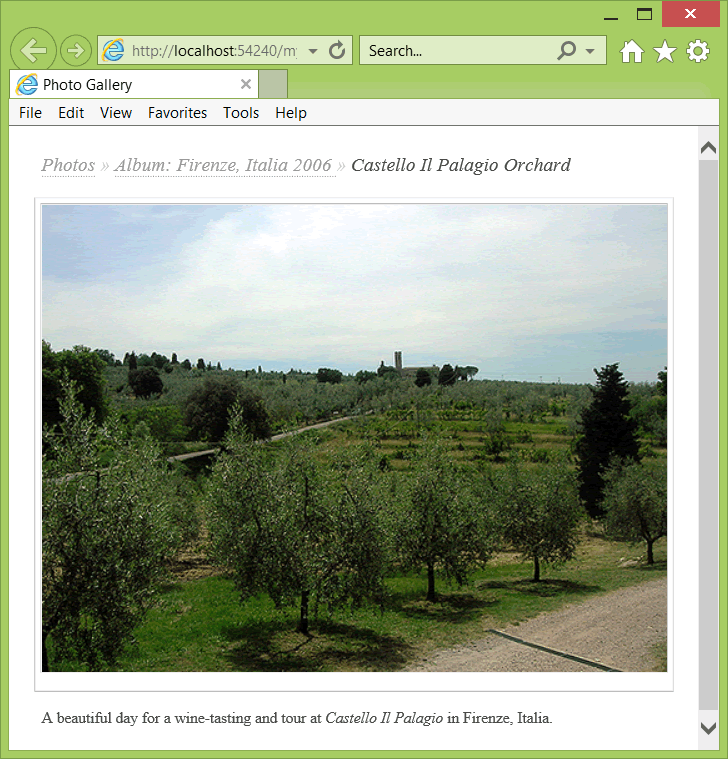 http://localhost:54240/my
Search...
Photo Gallery
File Edit View Favorites Tools Help
Photos » Album: Firenze, Italia 2006 » Castello Il Palagio Orchard
A beautiful day for a wine-tasting and tour at Castello Il Palagio in Firenze, Italia.